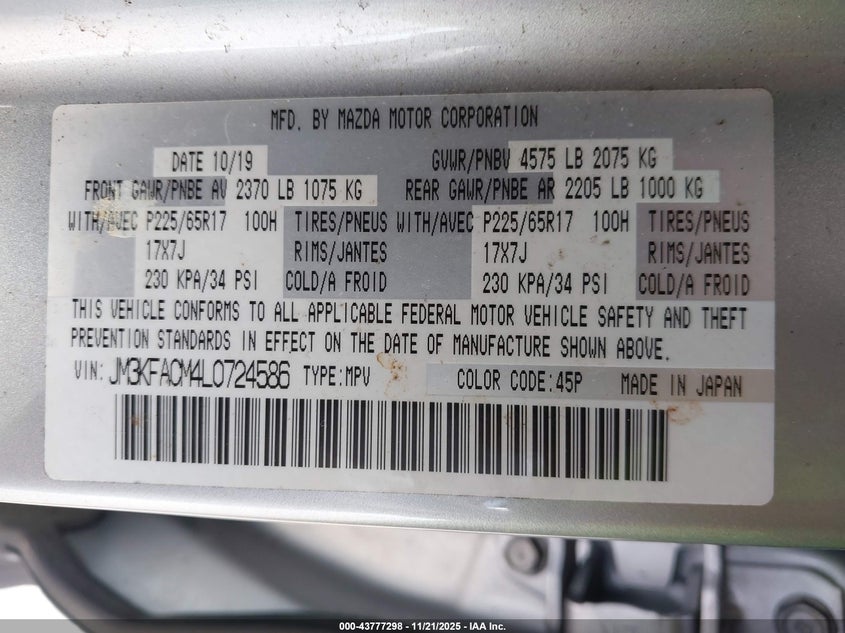 MFD. BY MAZDA MOTOR CORPORATION
DATE 10/19 GVWR/PNBV 4575 LB 2075 KG
FRONT GAWR/PNBE AV 2370 LB 1075 KG REAR GAWR/PNBE AR 2205 LB 1000 KG
WITH/AVEC P225/65R17 100H TIRES/PNEUS WITH/AVEC P225/65R17 100H TIRES/PNEUS
17X7J RIMS/JANTES 17X7J RIMS/JANTES
230 KPA/34 PSI COLD/A FROID 230 KPA/34 PSI COLD/A FROID
THIS VEHICLE CONFORMS TO ALL APPLICABLE FEDERAL MOTOR VEHICLE SAFETY AND THEFT
PREVENTION STANDARDS IN EFFECT ON THE DATE OF MANUFACTURE SHOWN ABOVE.
VIN: JM3KFACM4L0724586 TYPE:MPV COLOR CODE:45P MADE IN JAPAN
000-43777298 - 11/21/2025 - IAA Inc.